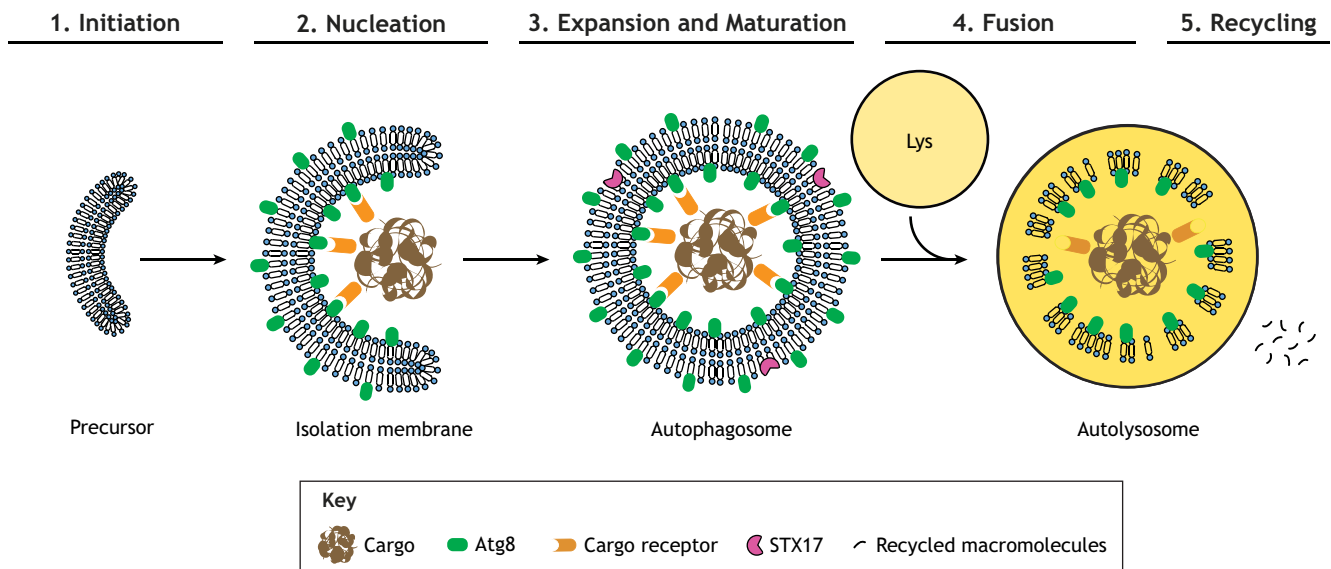 1. Initiation
2. Nucleation
3. Expansion and Maturation
4. Fusion
5. Recycling
Lys
Precursor
Isolation membrane
Autophagosome
Autolysosome
Key
Cargo
Atg8
Cargo receptor
STX17
Recycled macromolecules